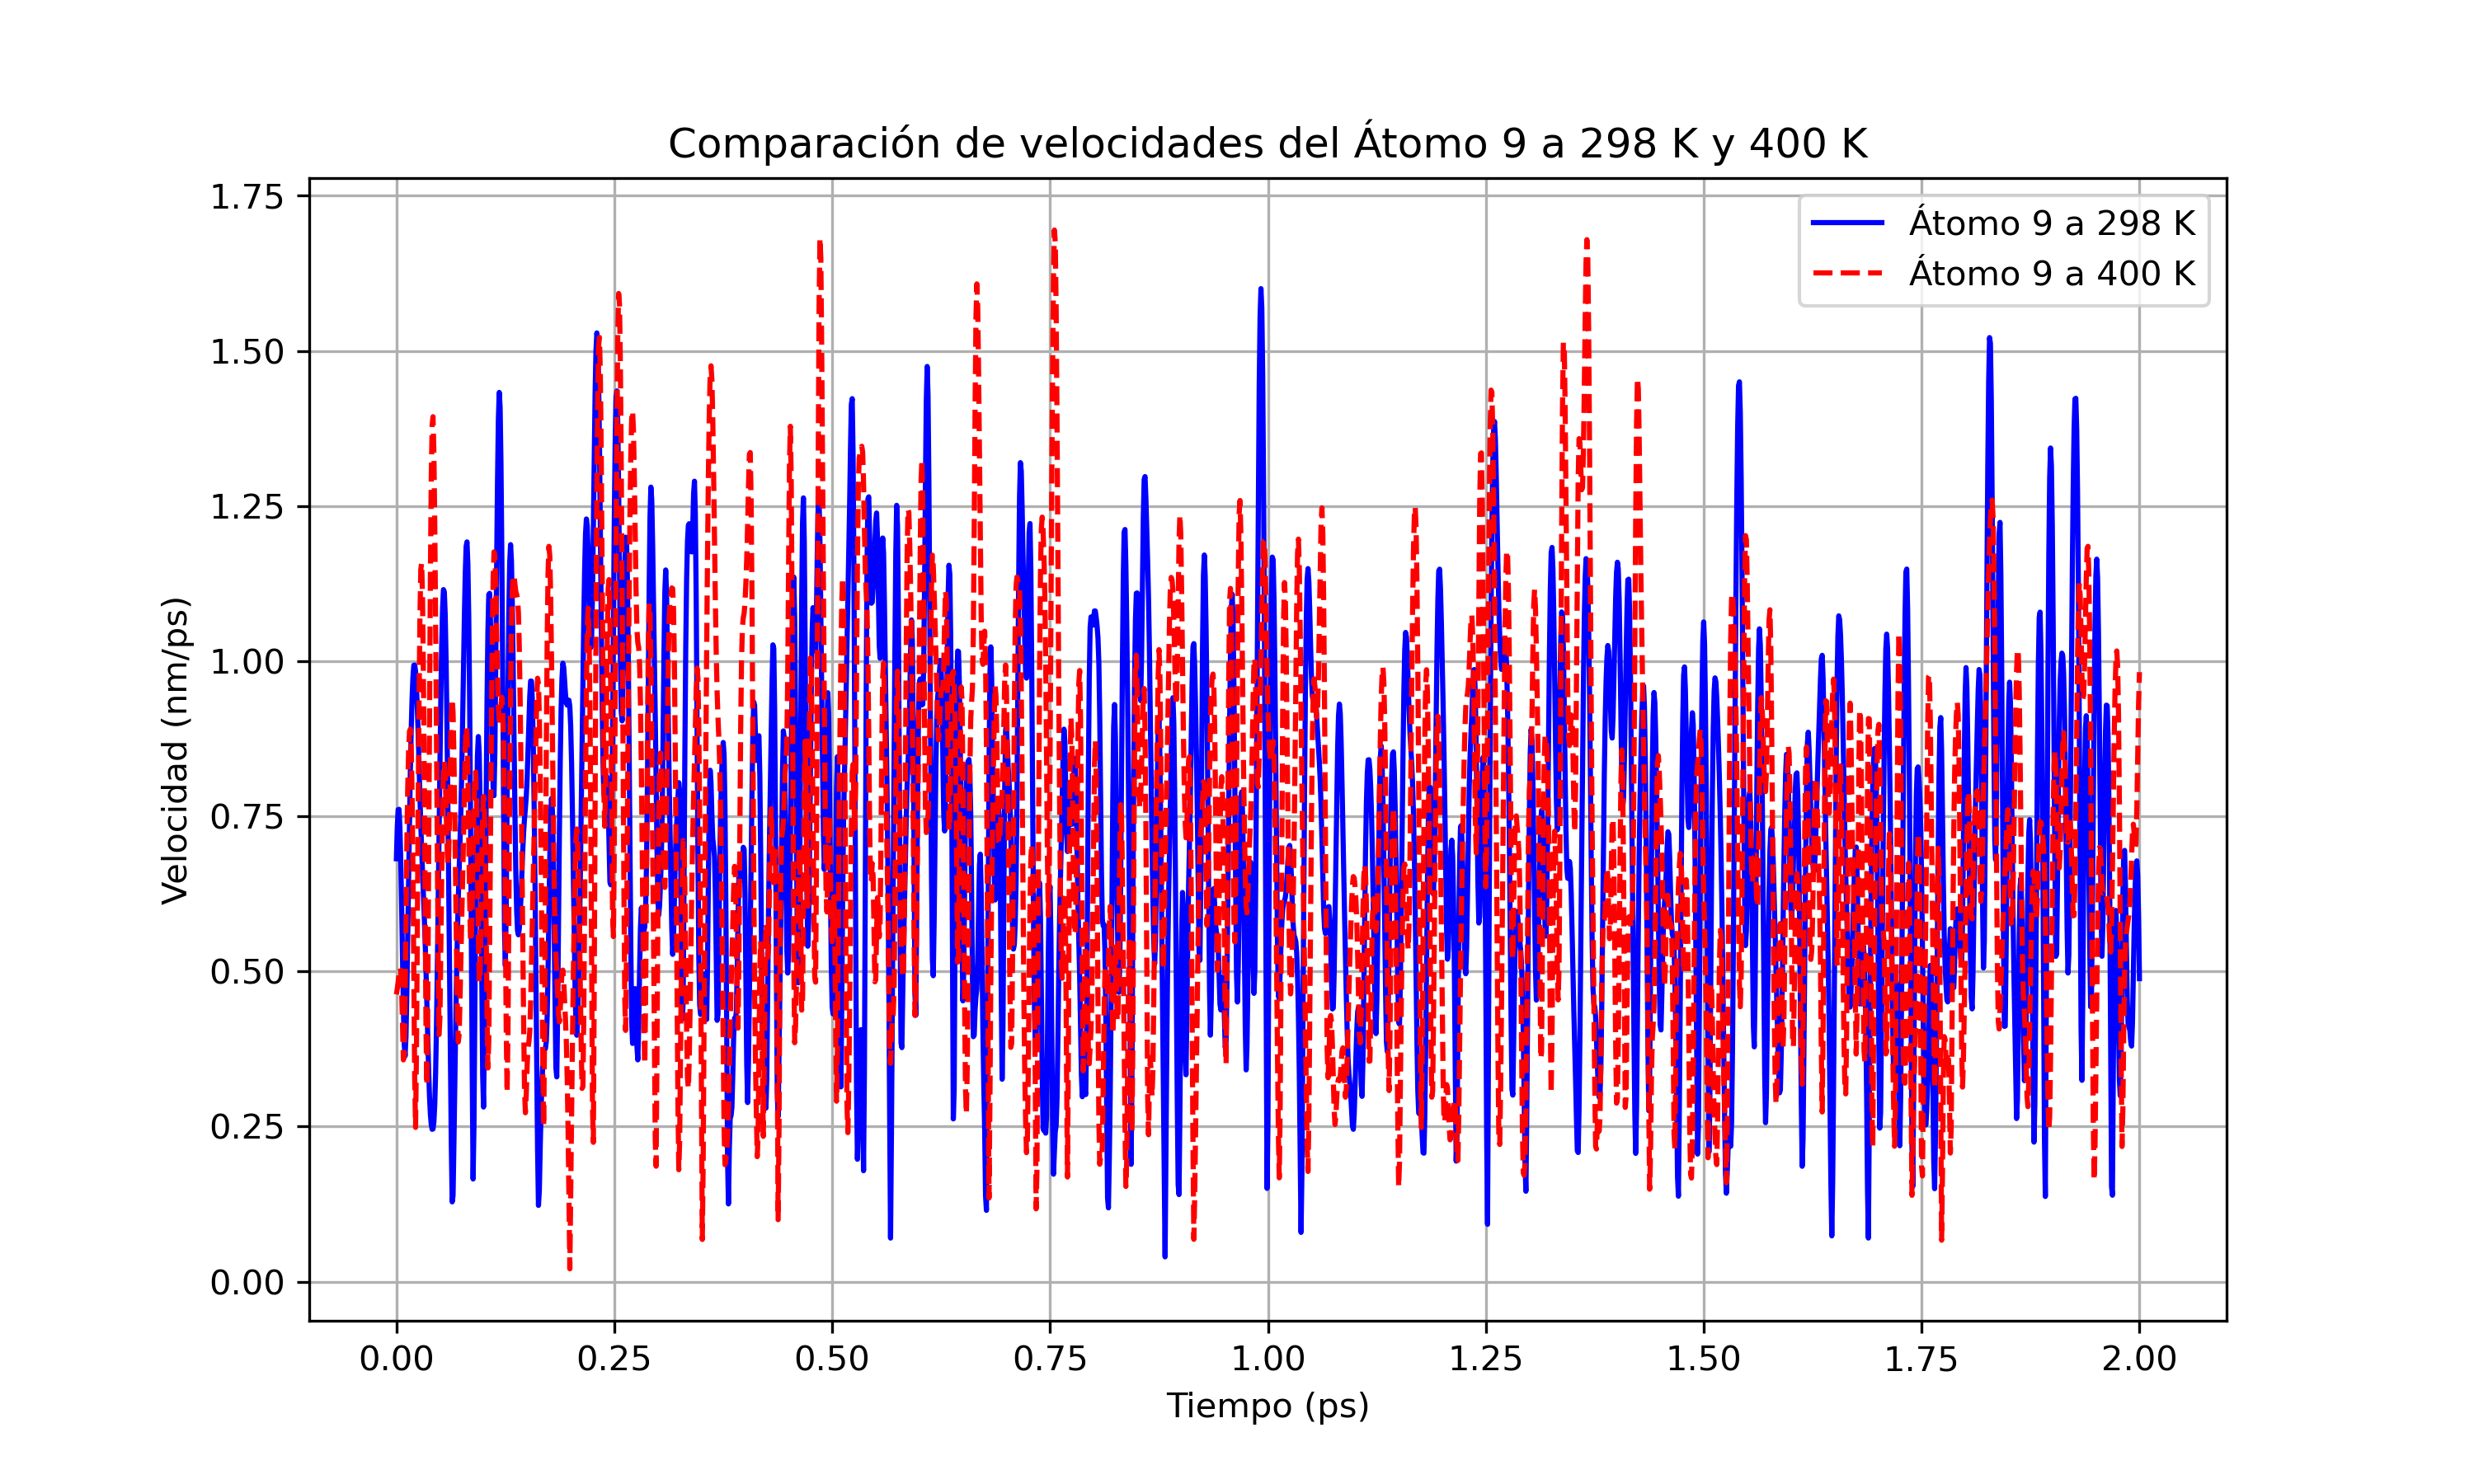 Comparación de velocidades del Átomo 9 a 298 K y 400 K
Átomo 9 a 298 K
Átomo 9 a 400 K
Velocidad (nm/ps)
1.75
1.50
1.25
1.00
0.75
0.50
0.25
0.00
0.00 0.25 0.50 0.75 1.00 1.25 1.50 1.75 2.00
Tiempo (ps)